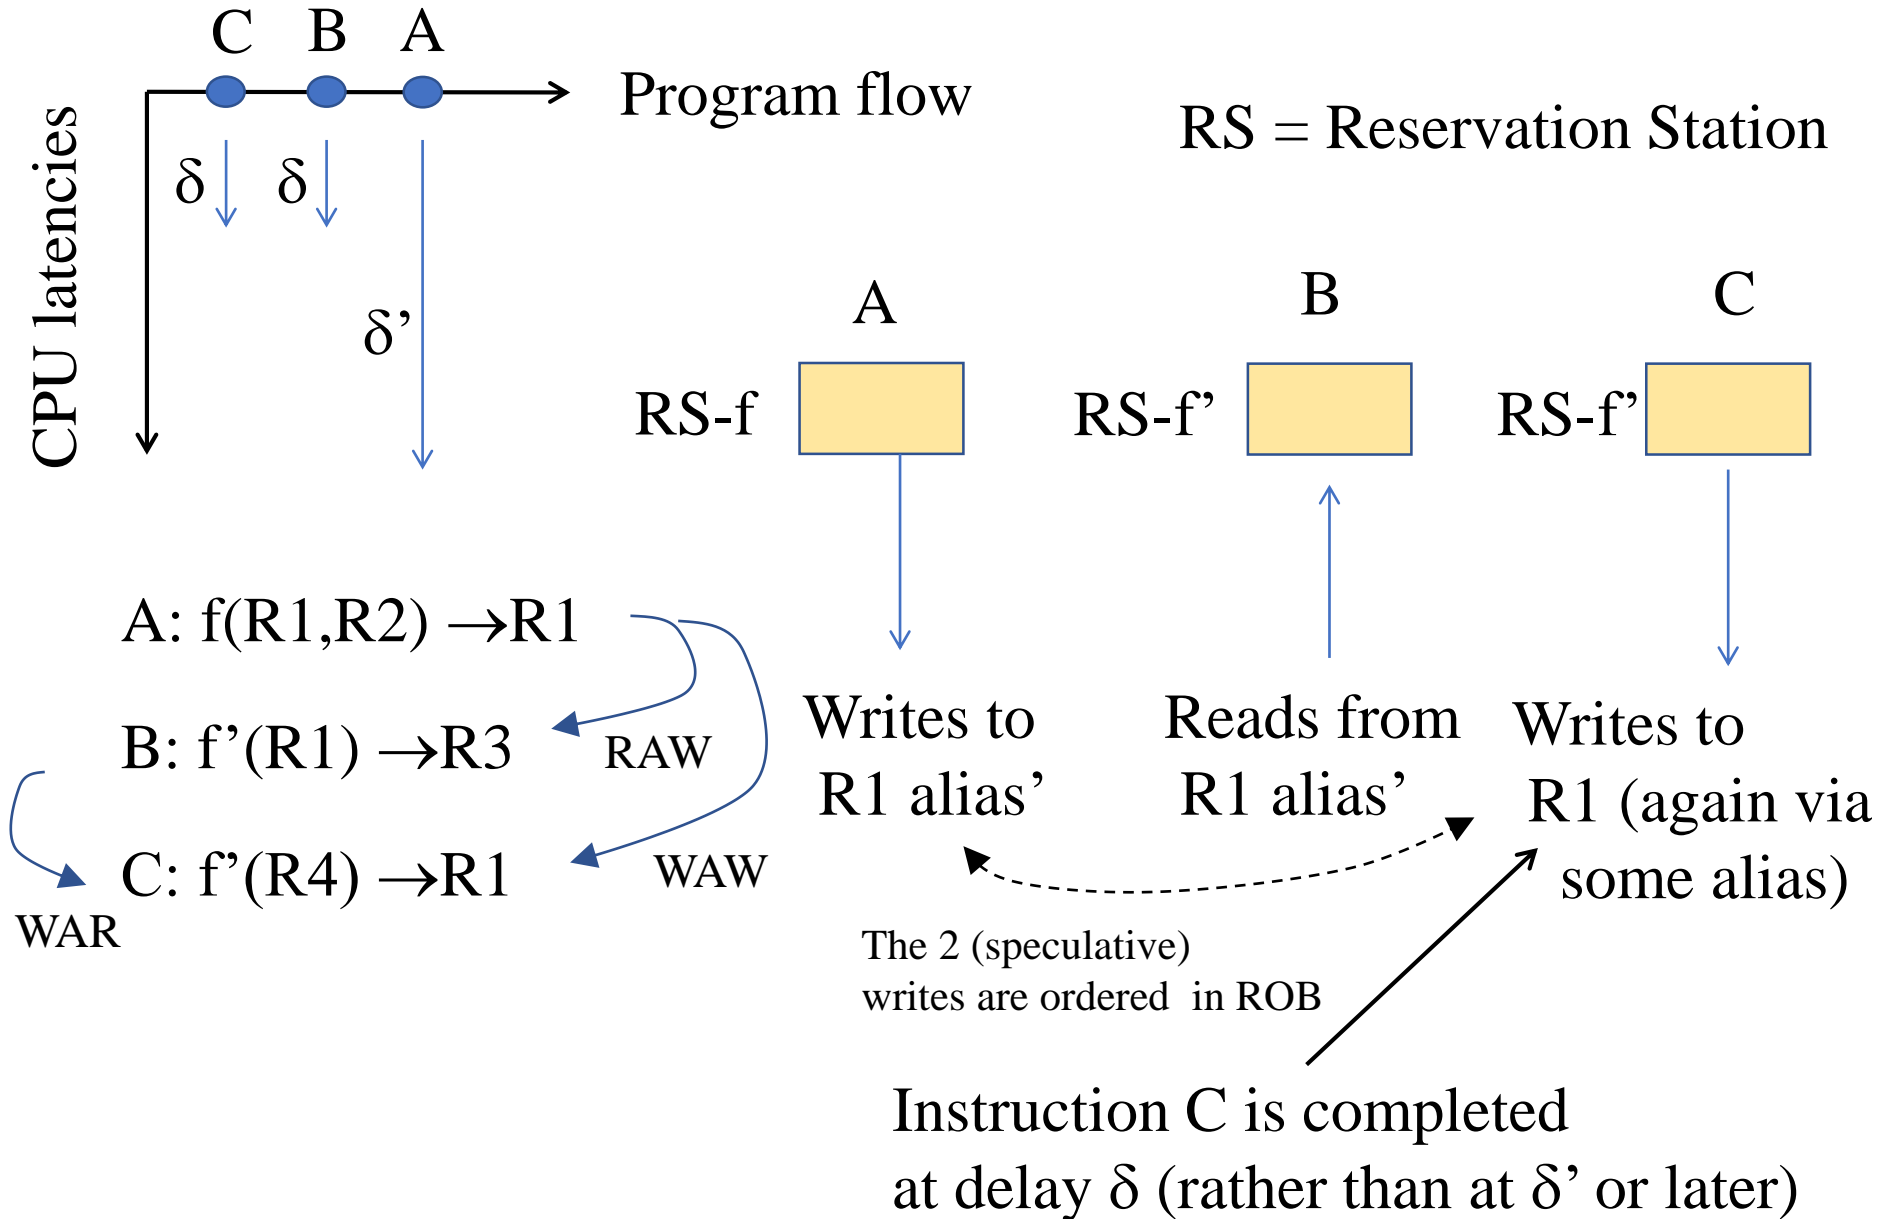 C B A
Program flow
RS = Reservation Station
CPU latencies
δ δ
δ’
A
B
C
RS-f
RS-f’
RS-f’
A: f(R1,R2) →R1
B: f’(R1) →R3
C: f’(R4) →R1
RAW
WAW
WAR
Writes to
R1 alias’
Reads from
R1 alias’
Writes to
R1 (again via
some alias)
The 2 (speculative)
writes are ordered in ROB
Instruction C is completed
at delay δ (rather than at δ’ or later)